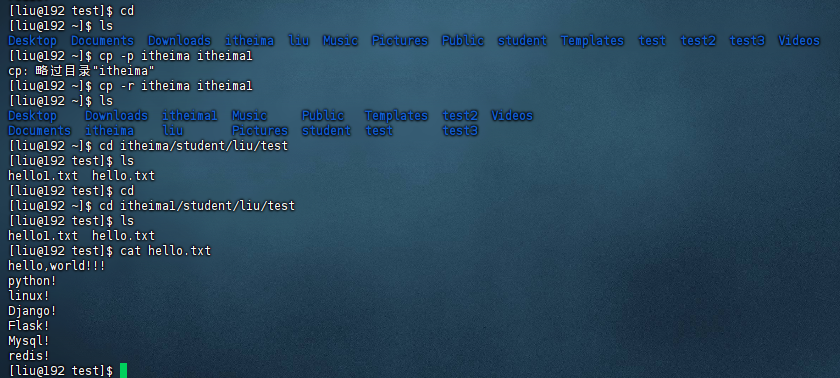 [liu@192 test]$ cd
[liu@192 ~]$ ls
Desktop  Documents  Downloads  itheima  liu  Music  Pictures  Public  student  Templates  test  test2  test3  Videos
[liu@192 ~]$ cp -p itheima itheima1
cp: 略过目录"itheima"
[liu@192 ~]$ cp -r itheima itheima1
[liu@192 ~]$ ls
Desktop    Downloads  itheima1  Music     Public   Templates  test2  Videos
Documents  itheima    liu       Pictures  student  test       test3
[liu@192 ~]$ cd itheima/student/liu/test
[liu@192 test]$ ls
hello1.txt  hello.txt
[liu@192 test]$ cd
[liu@192 ~]$ cd itheima1/student/liu/test
[liu@192 test]$ ls
hello1.txt  hello.txt
[liu@192 test]$ cat hello.txt
hello,world!!!
python!
linux!
Django!
Flask!
Mysql!
redis!
[liu@192 test]$